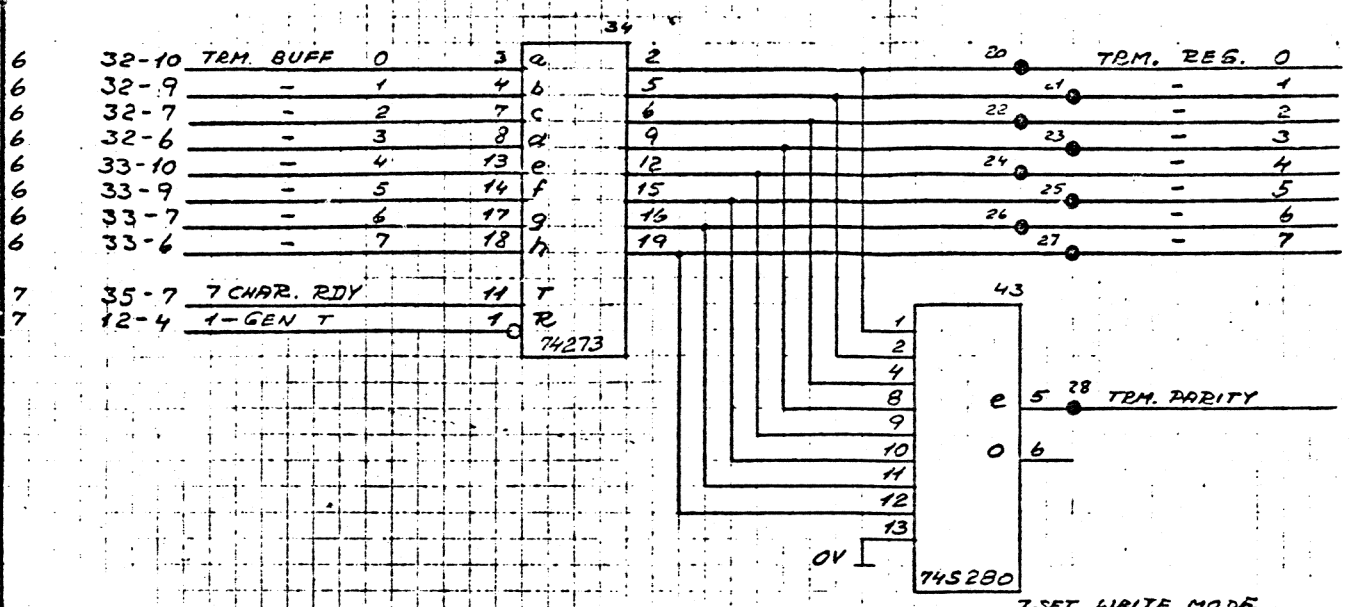 34
6 32-10 TRM. BUFF 0 3 a 2 20 TRM. REG. 0
6 32-9 - 1 4 b 5 21 - 1
6 32-7 - 2 7 c 6 22 - 2
6 32-6 - 3 8 d 9 23 - 3
6 33-10 - 4 13 e 12 24 - 4
6 33-9 - 5 14 f 15 25 - 5
6 33-7 - 6 17 g 16 26 - 6
6 33-6 - 7 18 h 19 27 - 7
7 35-7 7 CHAR. RDY 11 T
7 12-4 1-GEN T 1 R
74273
43
1
2
4
8 e 5 28 TRM. PARITY
9
10 o 6
11
12
13
0V
74S280
7 SET WRITE MODE